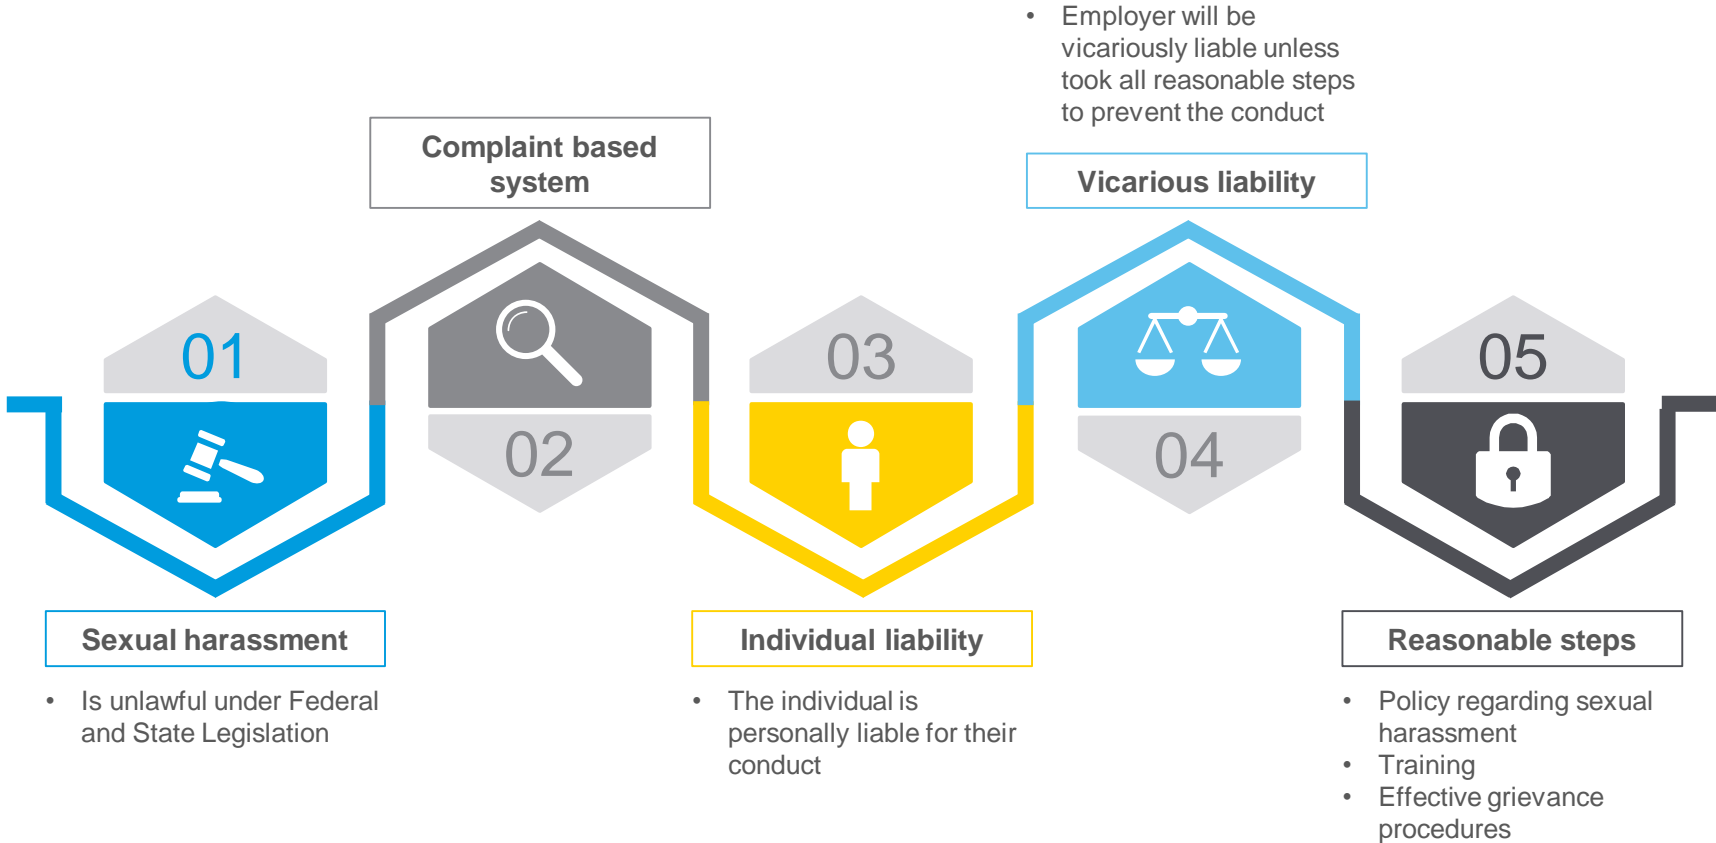 01
Sexual harassment
• Is unlawful under Federal
and State Legislation
Complaint based
system
02
03
Individual liability
• The individual is
personally liable for their
conduct
• Employer will be
vicariously liable unless
took all reasonable steps
to prevent the conduct
Vicarious liability
04
05
Reasonable steps
• Policy regarding sexual
harassment
• Training
• Effective grievance
procedures